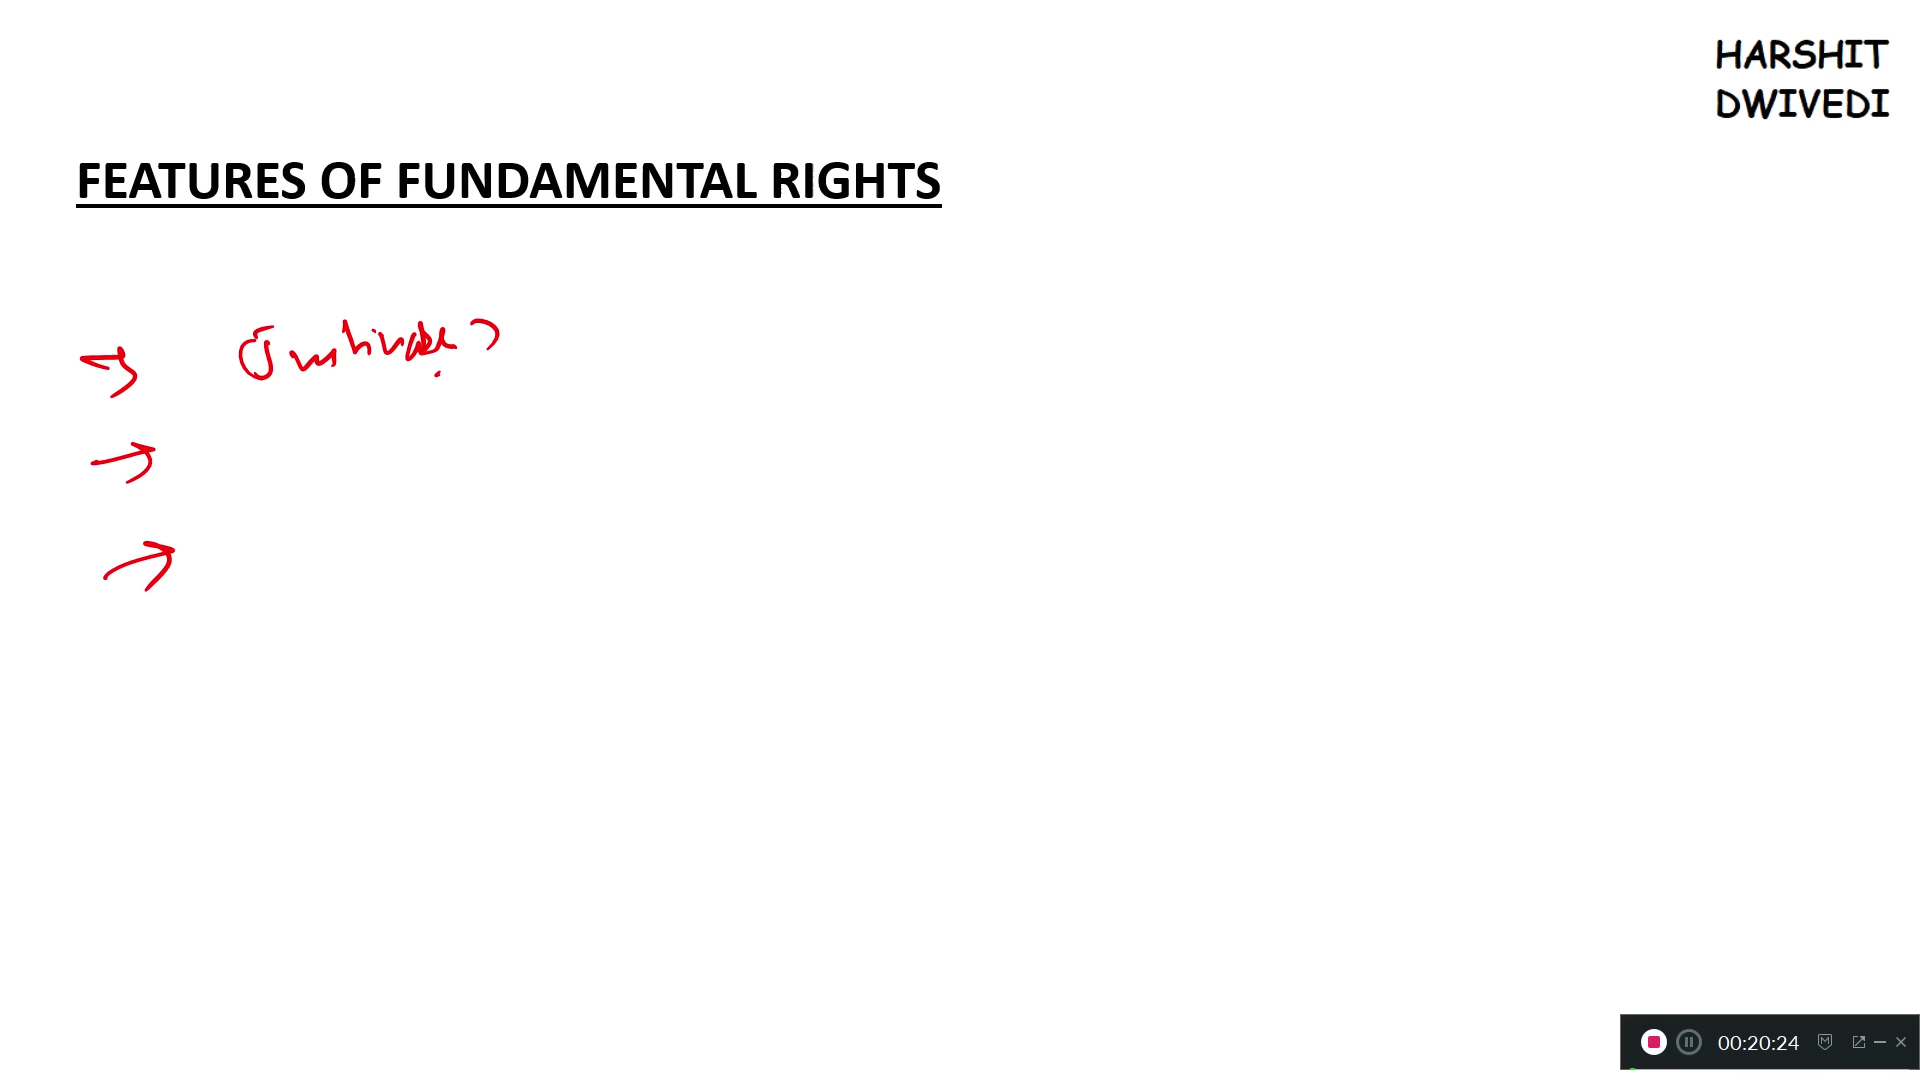 HARSHIT
DWIVEDI
FEATURES OF FUNDAMENTAL RIGHTS
00:20:24